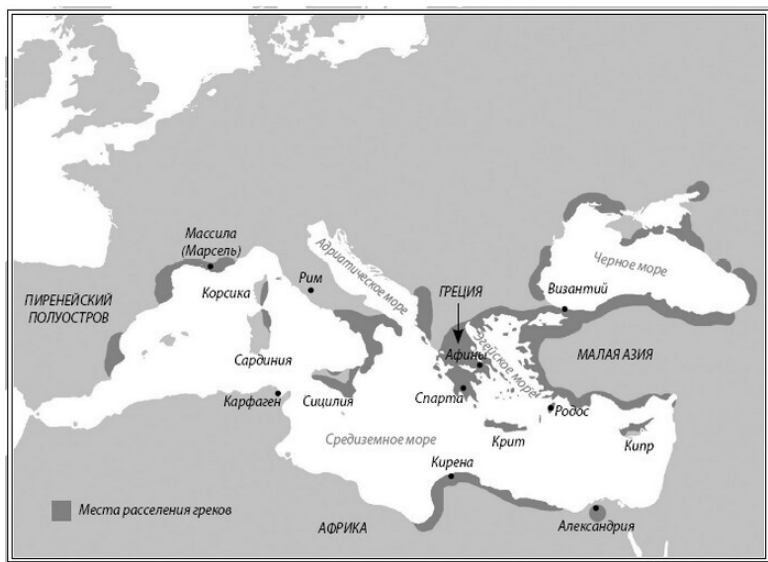 Массила
(Марсель)
ПИРЕНЕЙСКИЙ
ПОЛУОСТРОВ
Корсика
Рим
Адриатическое море
ГРЕЦИЯ
Византий
Черное море
Сардиния
Афины
Эгейское море
МАЛАЯ АЗИЯ
Карфаген
Сицилия
Спарта
Родос
Средиземное море
Крит
Кипр
Кирена
Места расселения греков
АФРИКА
Александрия